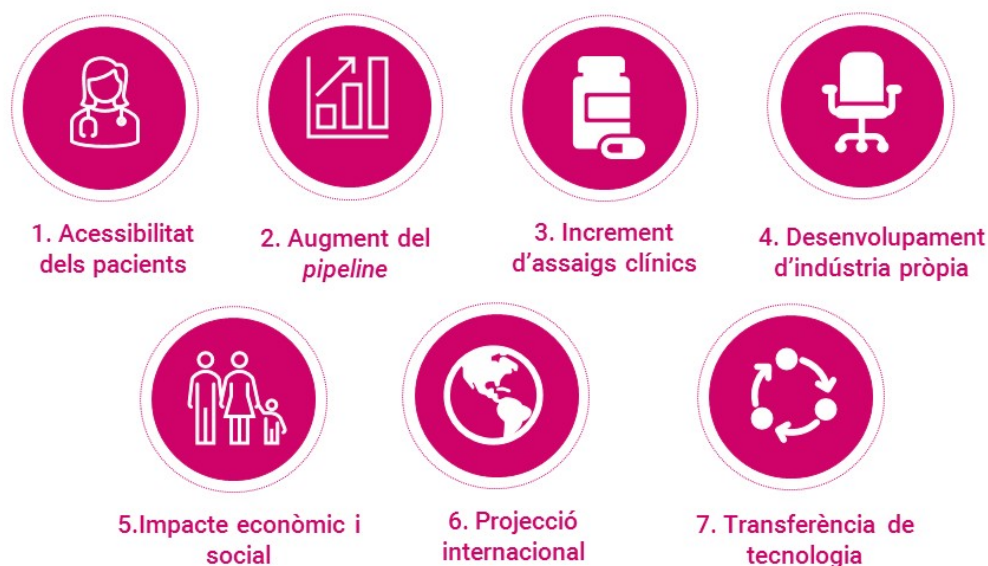 1. Acessibilitat
dels pacients
2. Augment del
pipeline
3. Increment
d'assaigs clínics
4. Desenvolupament
d'indústria pròpia
5.Impacte econòmic i
social
6. Projecció
internacional
7. Transferència de
tecnologia